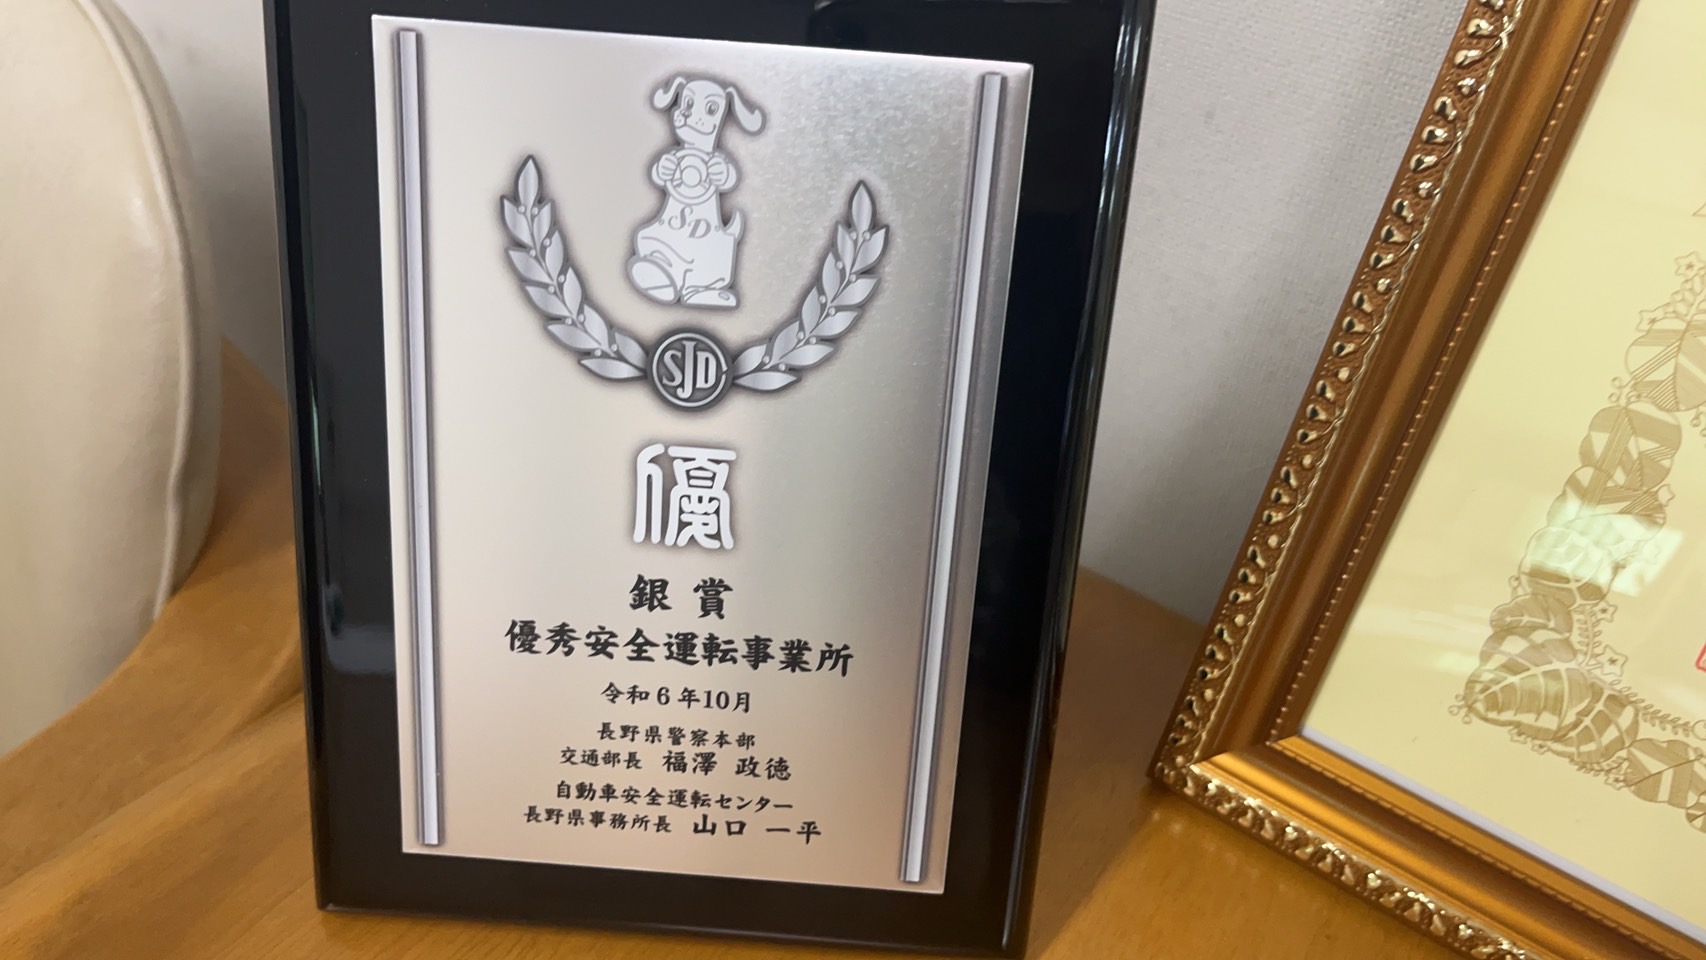 SD
SJD
優
銀賞
優秀安全運転事業所
令和6年10月
長野県警察本部
交通部長 福澤 政徳
自動車安全運転センター
長野県事務所長 山口 一平